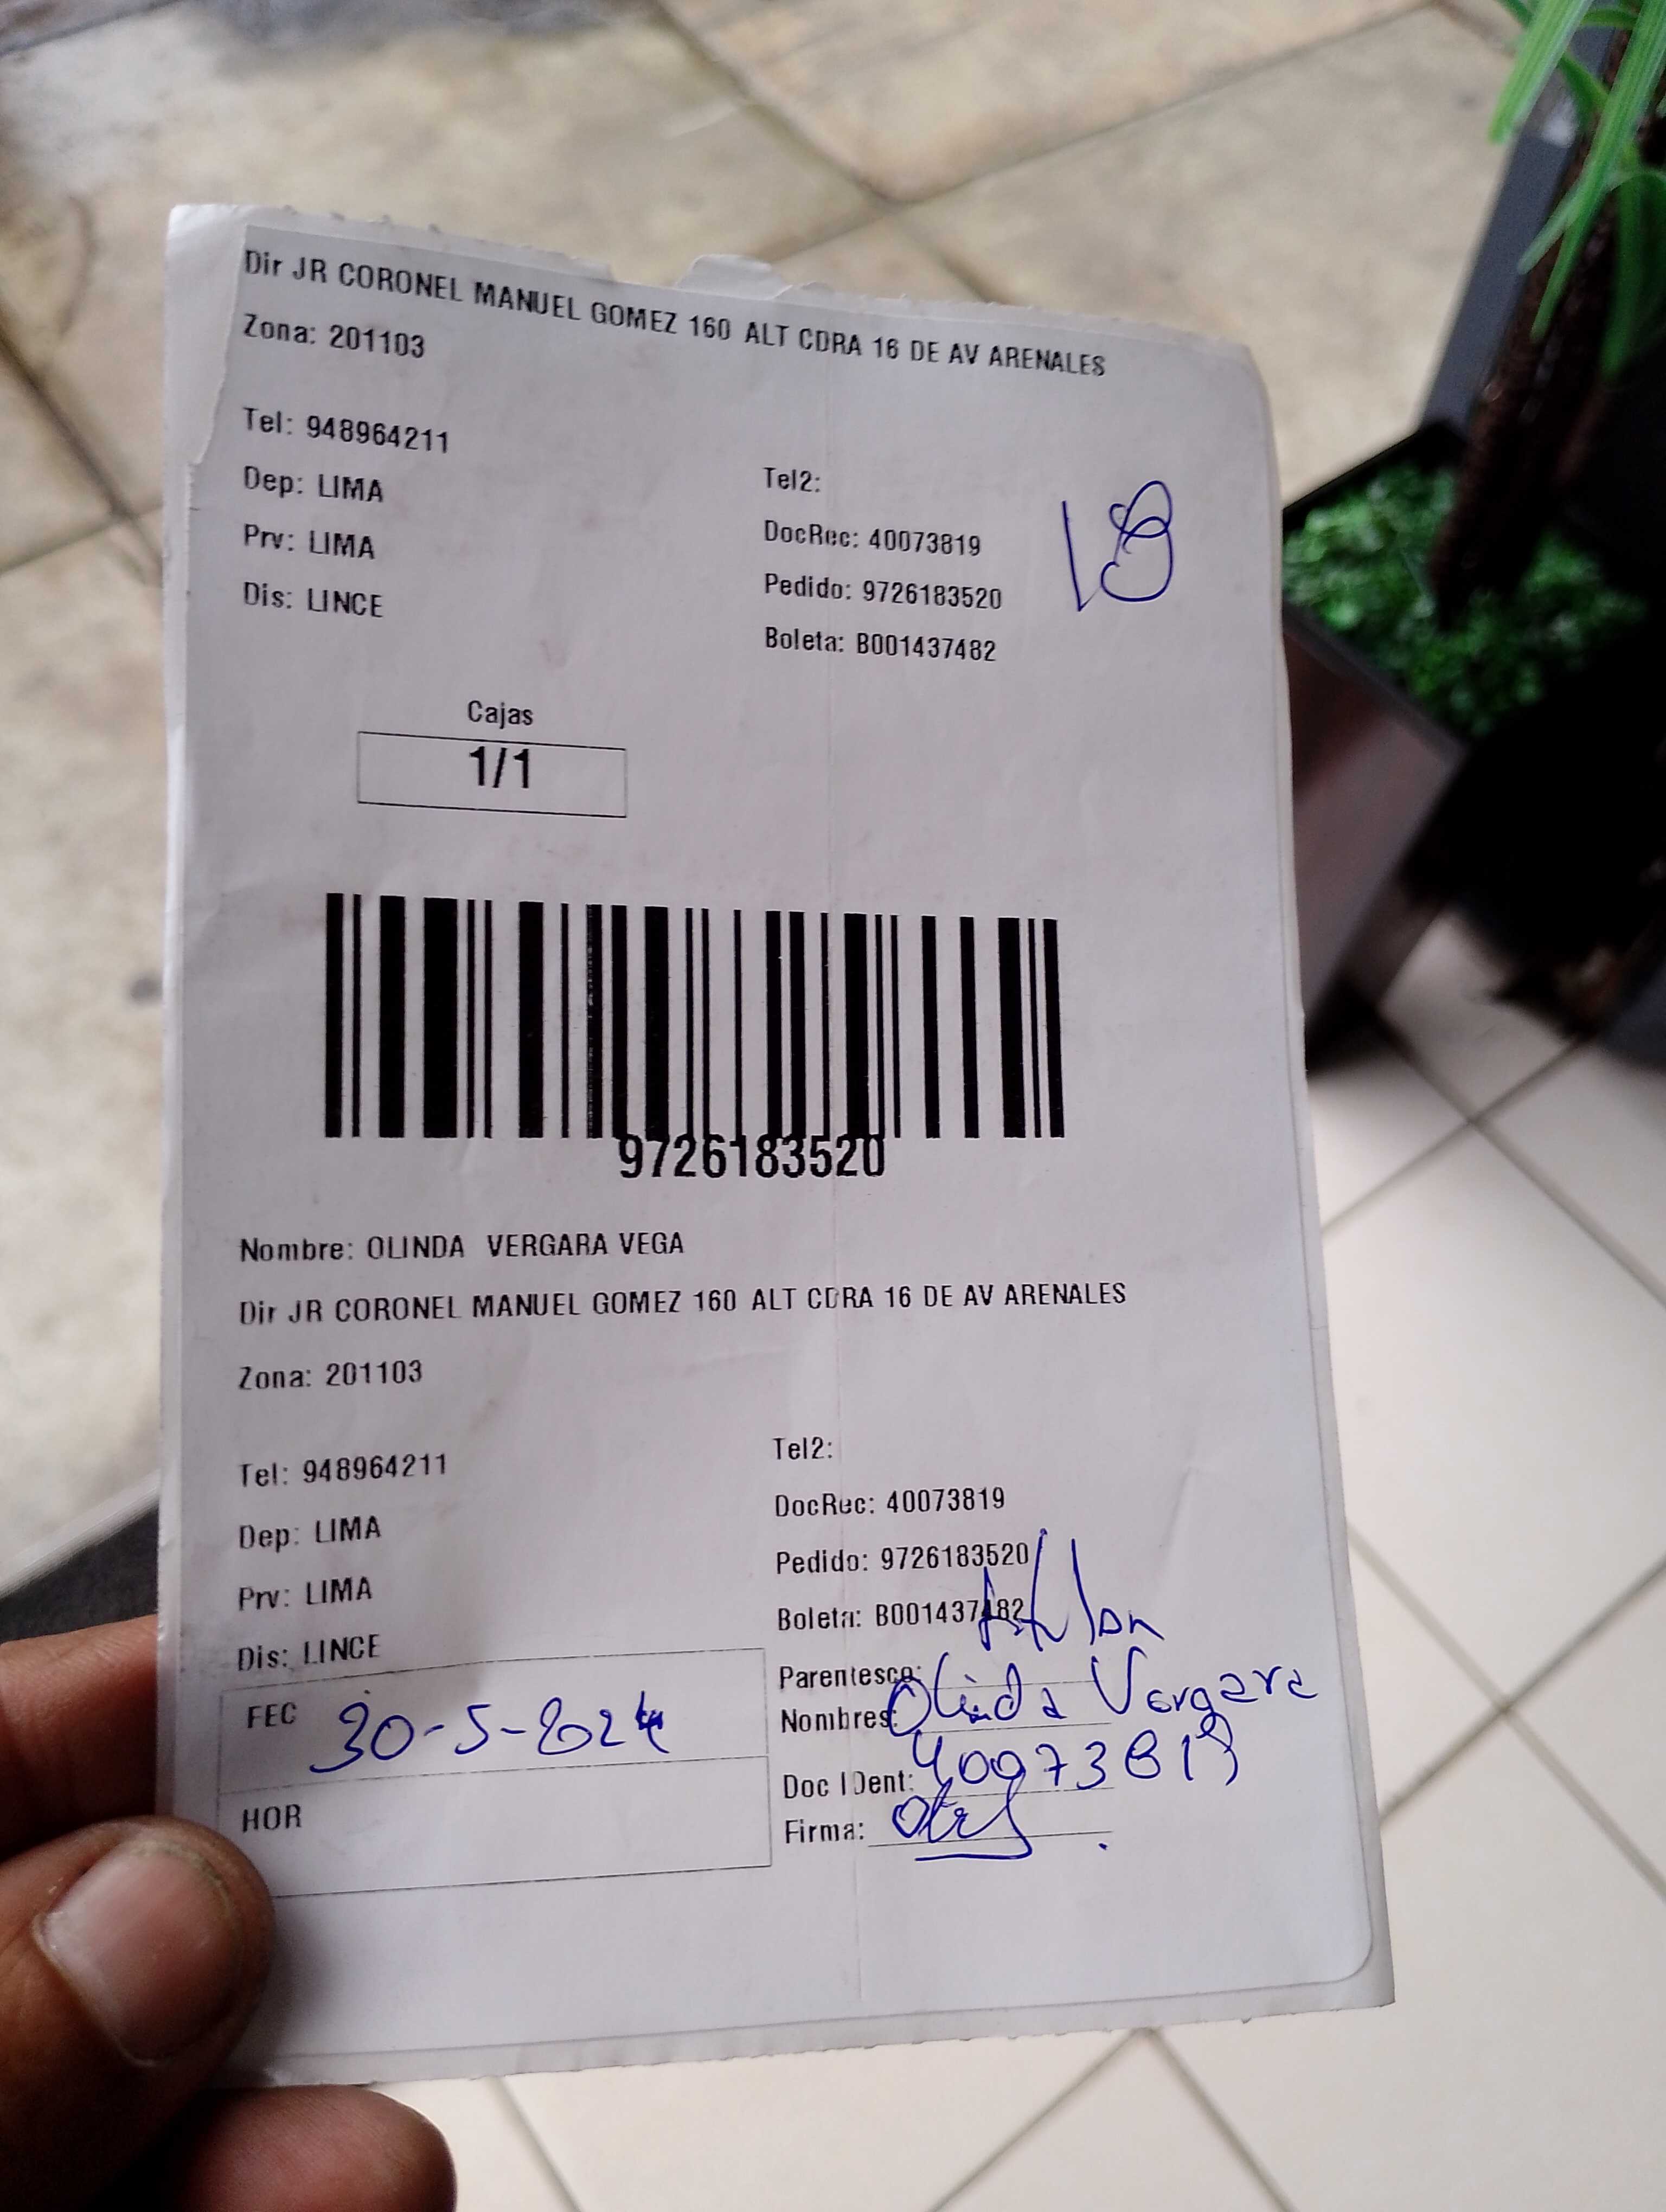 Dir JR CORONEL MANUEL GOMEZ 160 ALT CDRA 16 DE AV ARENALES
Zona: 201103
Tel: 948964211
Dep: LIMA
Prv: LIMA
Dis: LINCE
Tel2:
DocRec: 40073819
Pedido: 9726183520
Boleta: B001437482
18
Cajas
1/1
9726183520
Nombre: OLINDA VERGARA VEGA
Dir JR CORONEL MANUEL GOMEZ 160 ALT CDRA 16 DE AV ARENALES
Zona: 201103
Tel: 948964211
Dep: LIMA
Prv: LIMA
Dis: LINCE
Tel2:
DocRec: 40073819
Pedido: 9726183520
Boleta: B001437482
Parentesco:
Nombres: Olinda Vergara
Doc IDent: 40073819
Firma:
FEC 30-5-2024
HOR